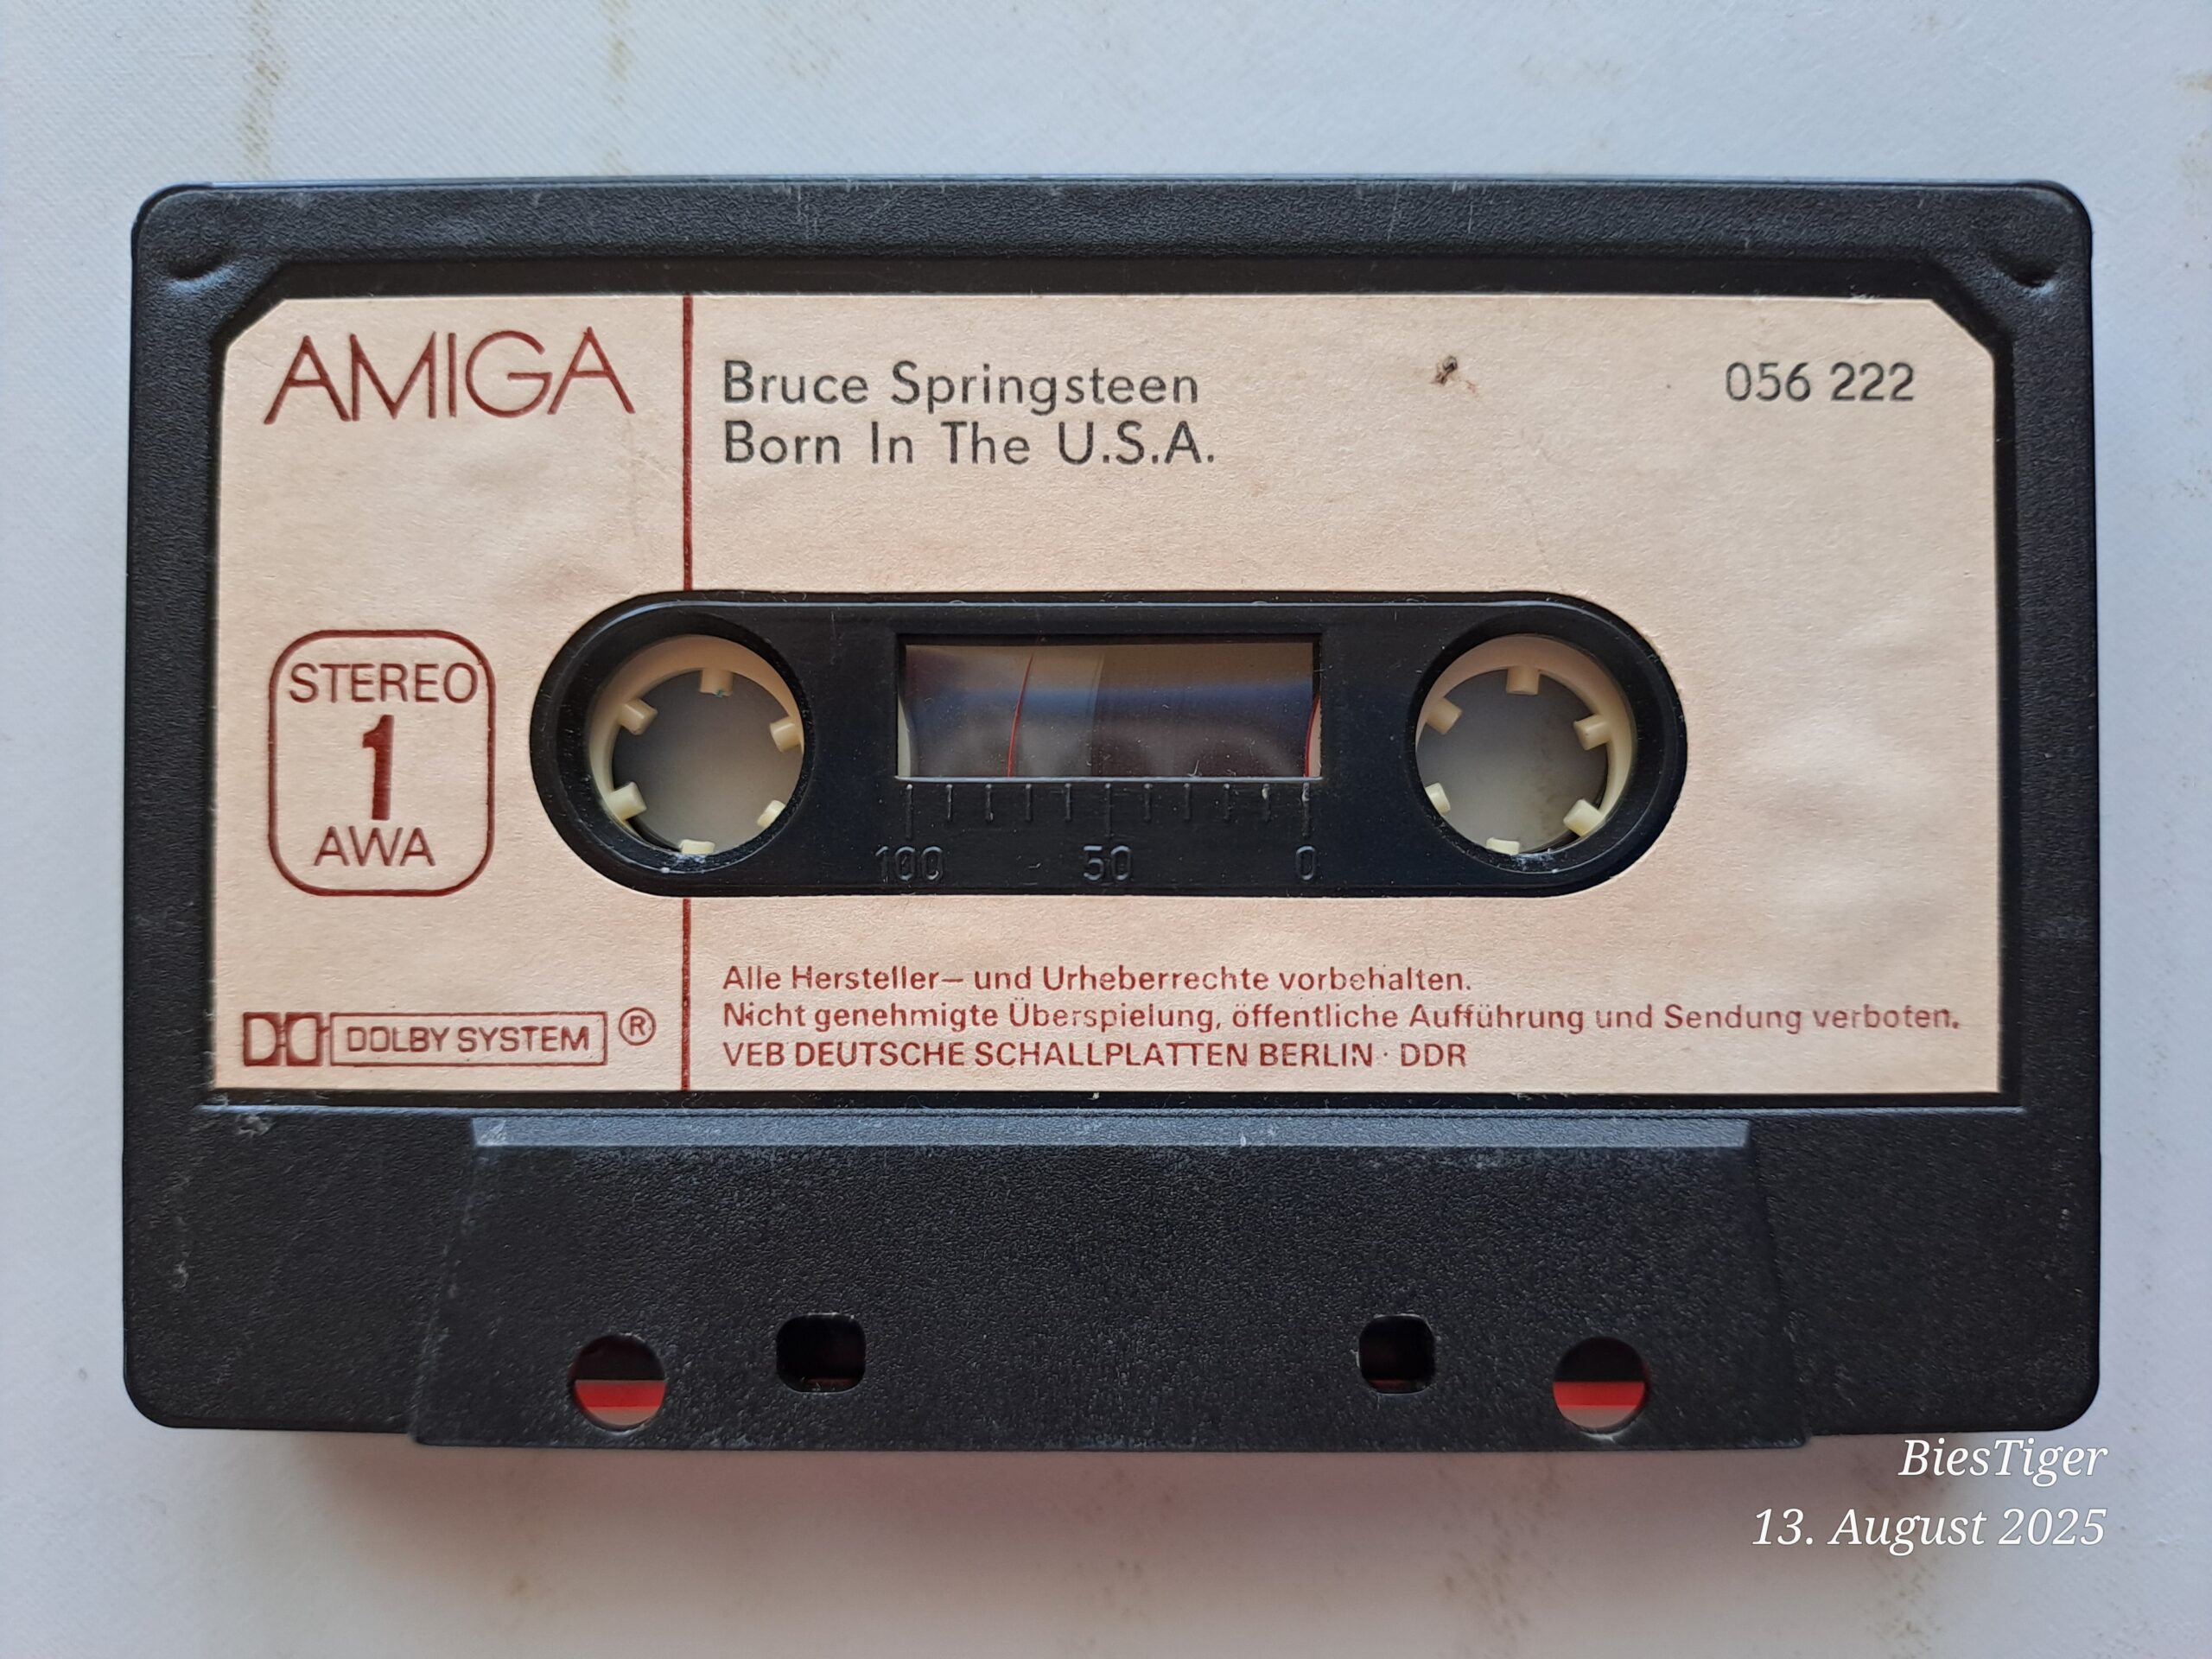 AMIGA
Bruce Springsteen
Born In The U.S.A.
056 222
STEREO
1
AWA
100 50 0
DOLBY SYSTEM ®
Alle Hersteller– und Urheberrechte vorbehalten.
Nicht genehmigte Überspielung, öffentliche Aufführung und Sendung verboten.
VEB DEUTSCHE SCHALLPLATTEN BERLIN · DDR
BiesTiger
13. August 2025